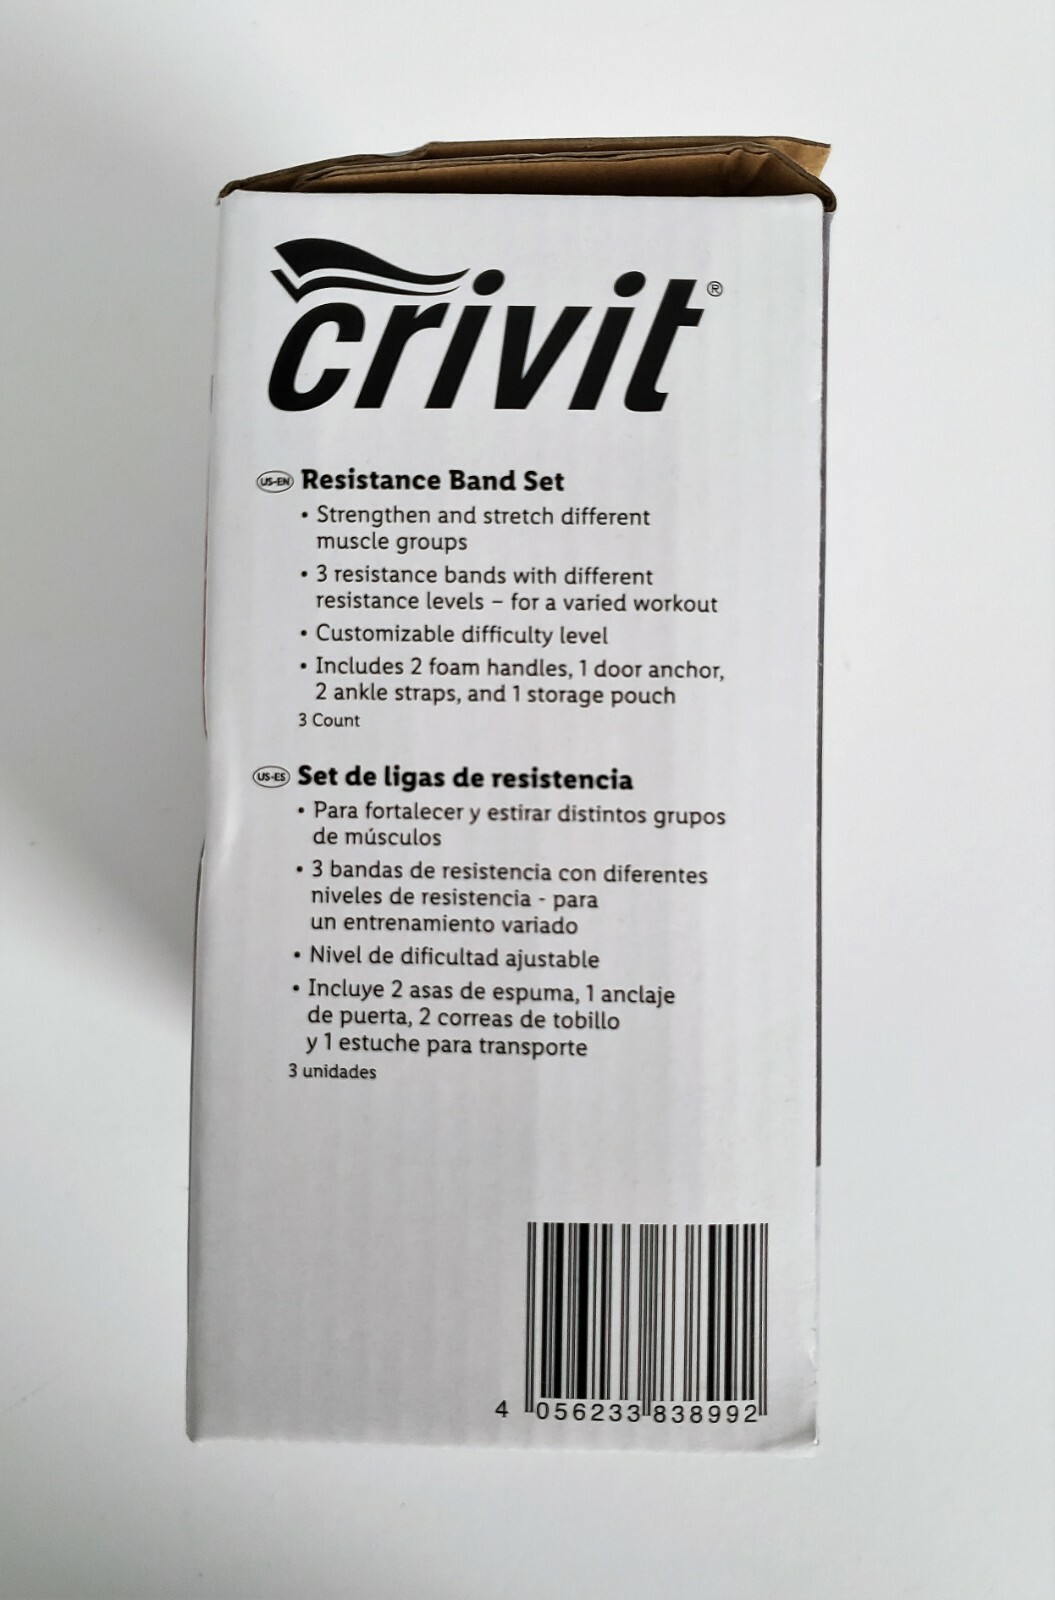 crivit®
US-EN Resistance Band Set
• Strengthen and stretch different
muscle groups
• 3 resistance bands with different
resistance levels – for a varied workout
• Customizable difficulty level
• Includes 2 foam handles, 1 door anchor,
2 ankle straps, and 1 storage pouch
3 Count
US-ES Set de ligas de resistencia
• Para fortalecer y estirar distintos grupos
de músculos
• 3 bandas de resistencia con diferentes
niveles de resistencia - para
un entrenamiento variado
• Nivel de dificultad ajustable
• Incluye 2 asas de espuma, 1 anclaje
de puerta, 2 correas de tobillo
y 1 estuche para transporte
3 unidades
4 056233 838992